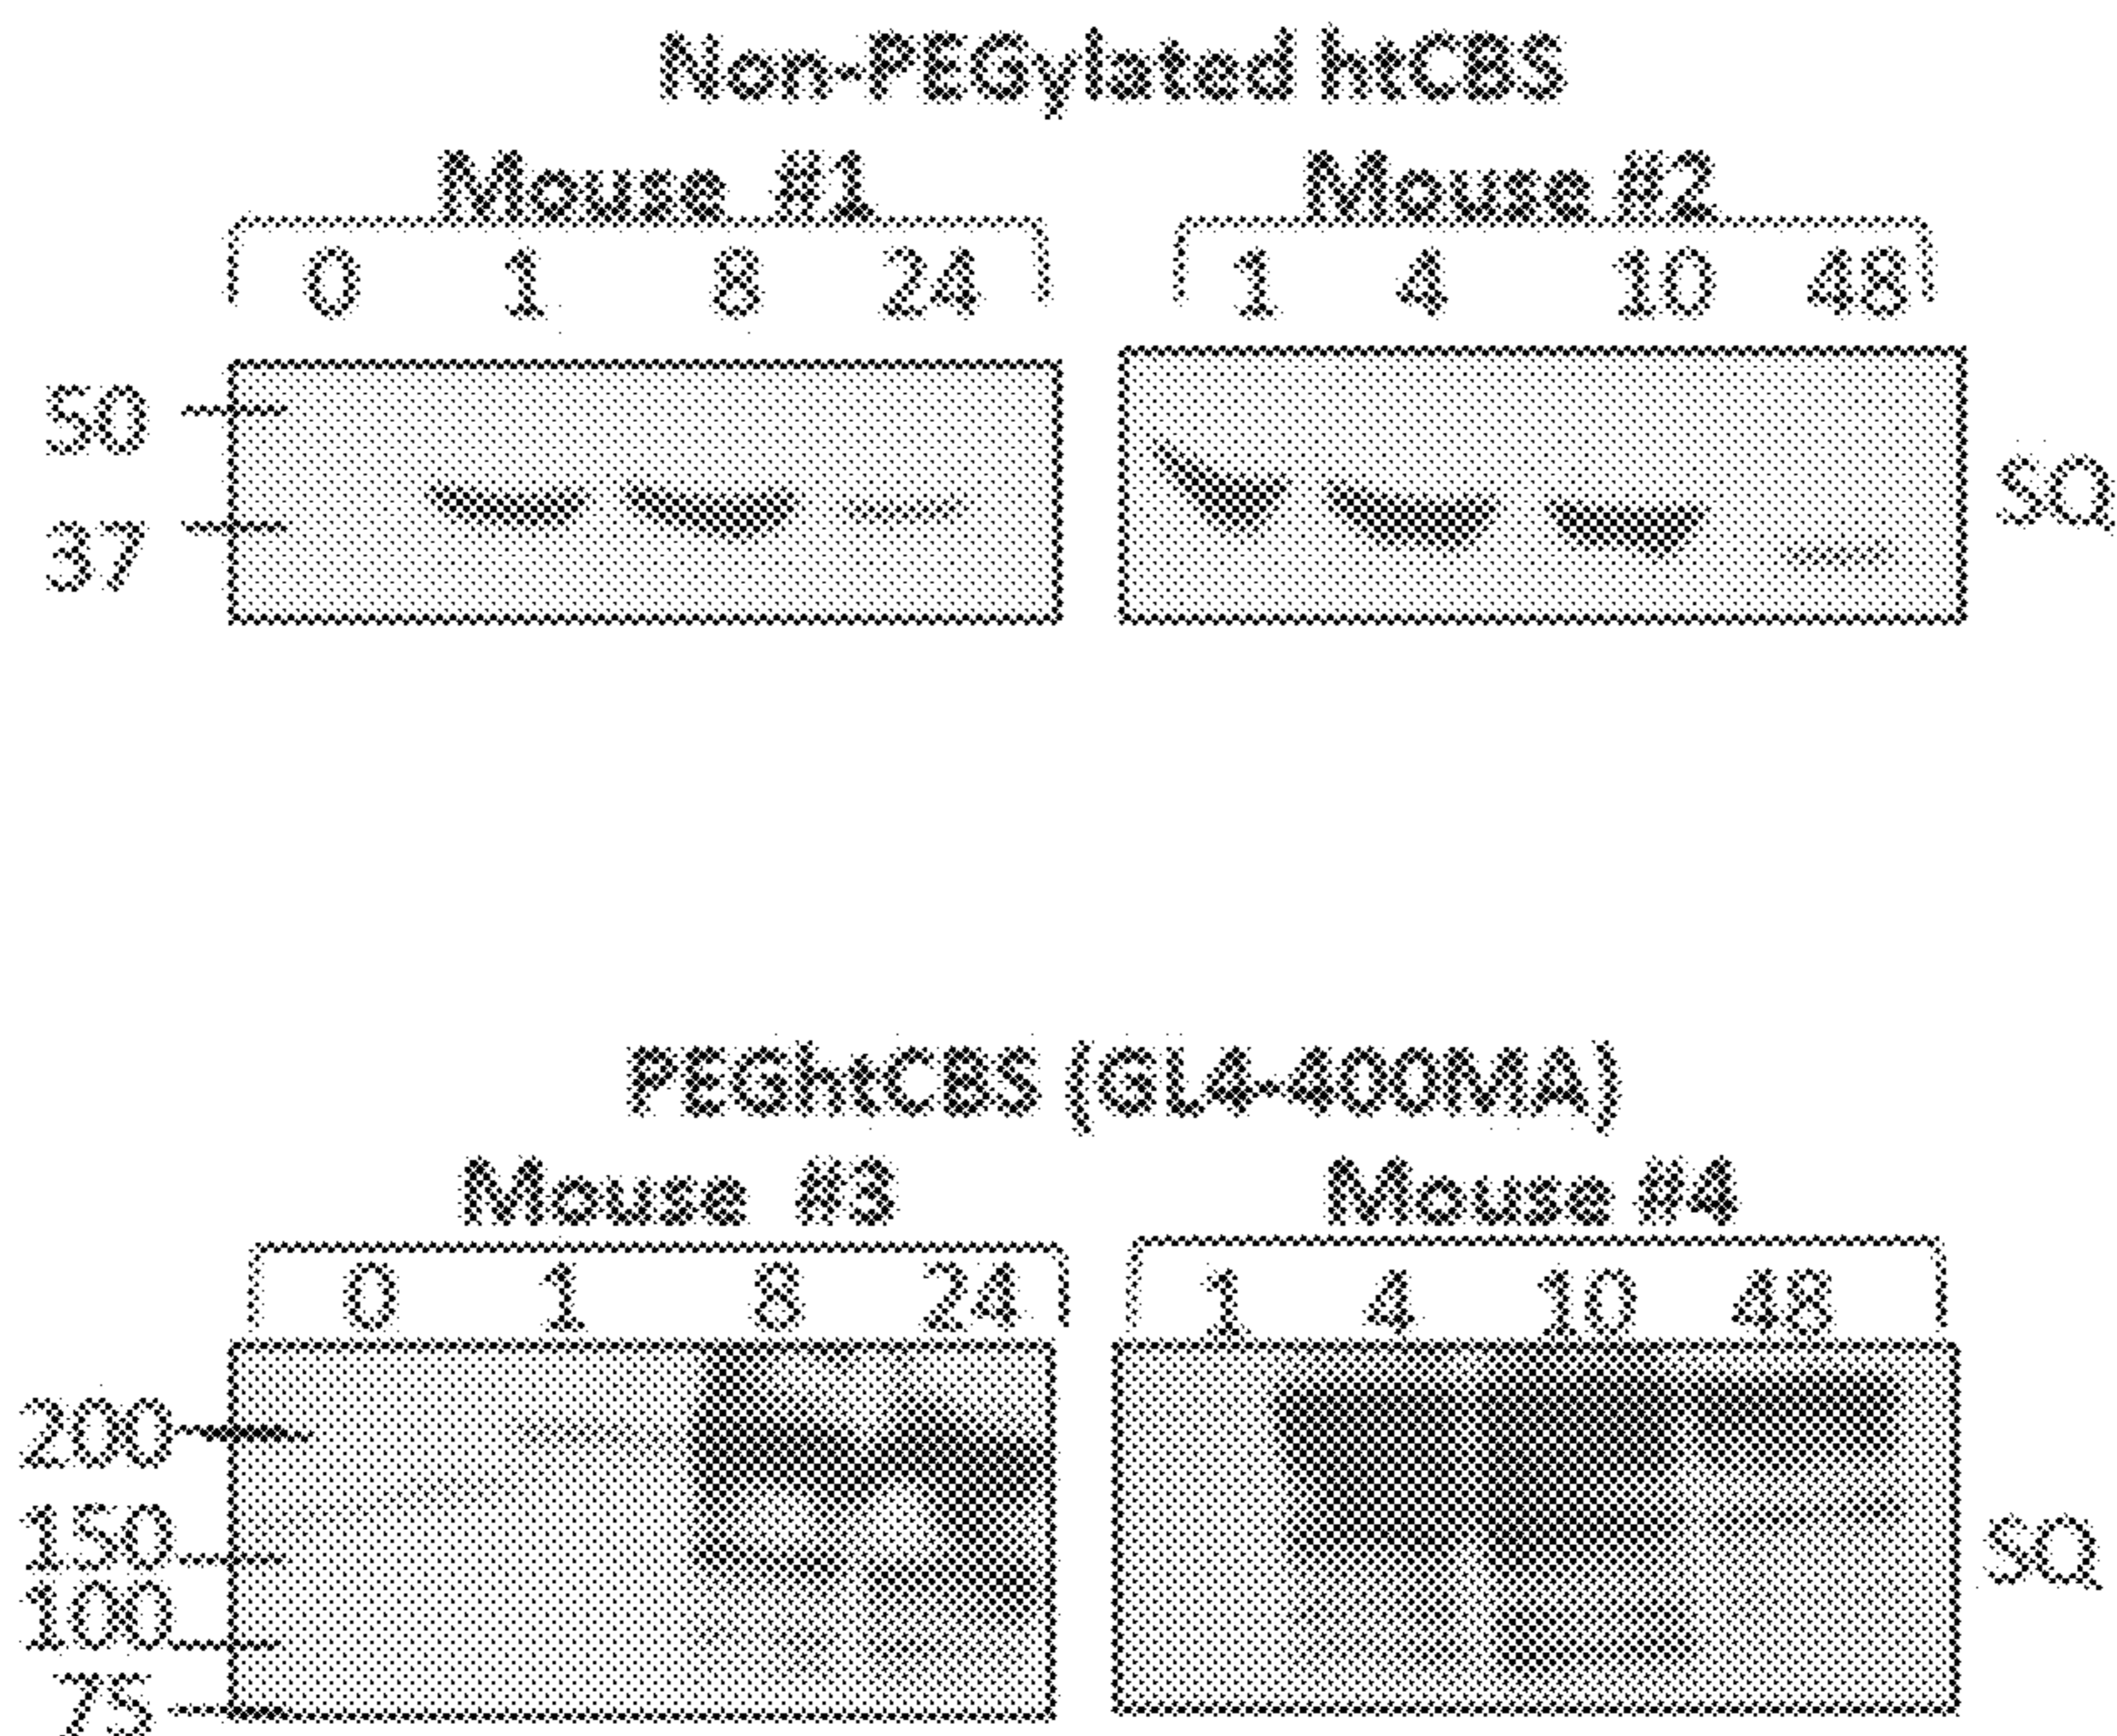 Non-PEGylated htCBS
Mouse #1 Mouse #2
0 1 8 24 1 4 10 48
50
SQ
37
PEGhtCBS (GL4-400MA)
Mouse #3 Mouse #4
0 1 8 24 1 4 10 48
200
150
SQ
100
75